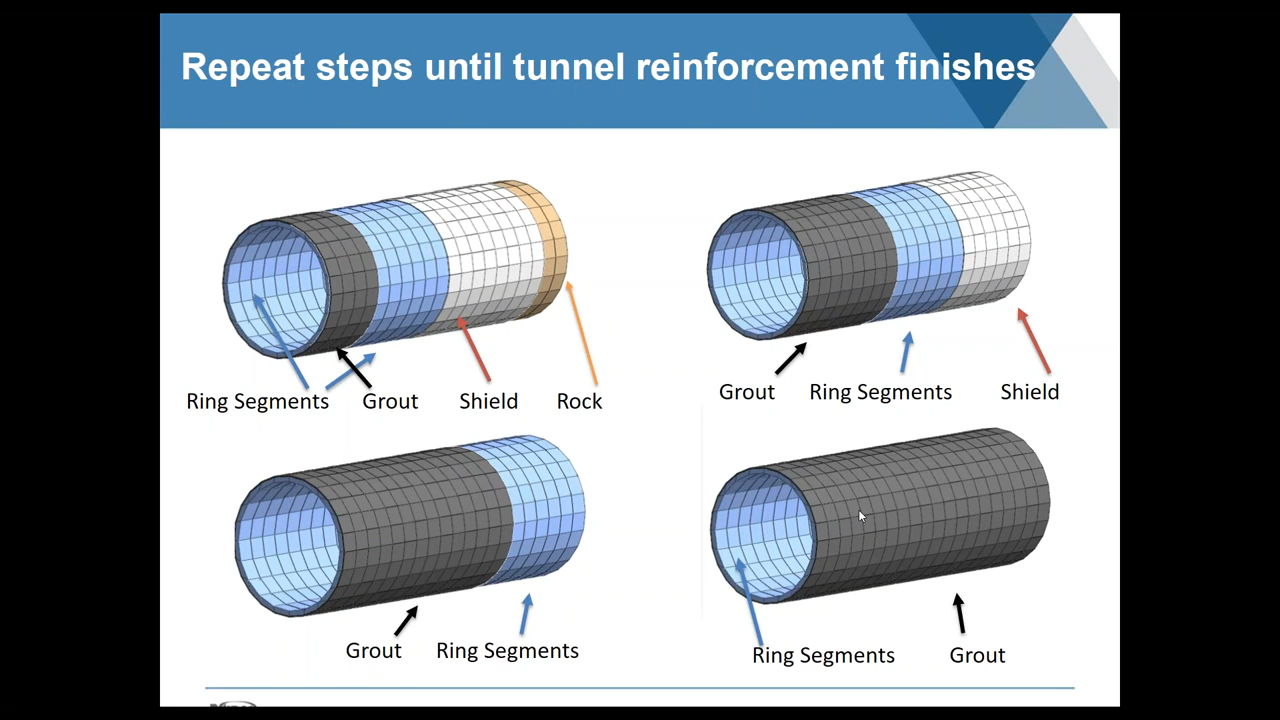 Repeat steps until tunnel reinforcement finishes
Ring Segments Grout Shield Rock
Grout Ring Segments Shield
Grout Ring Segments
Ring Segments Grout